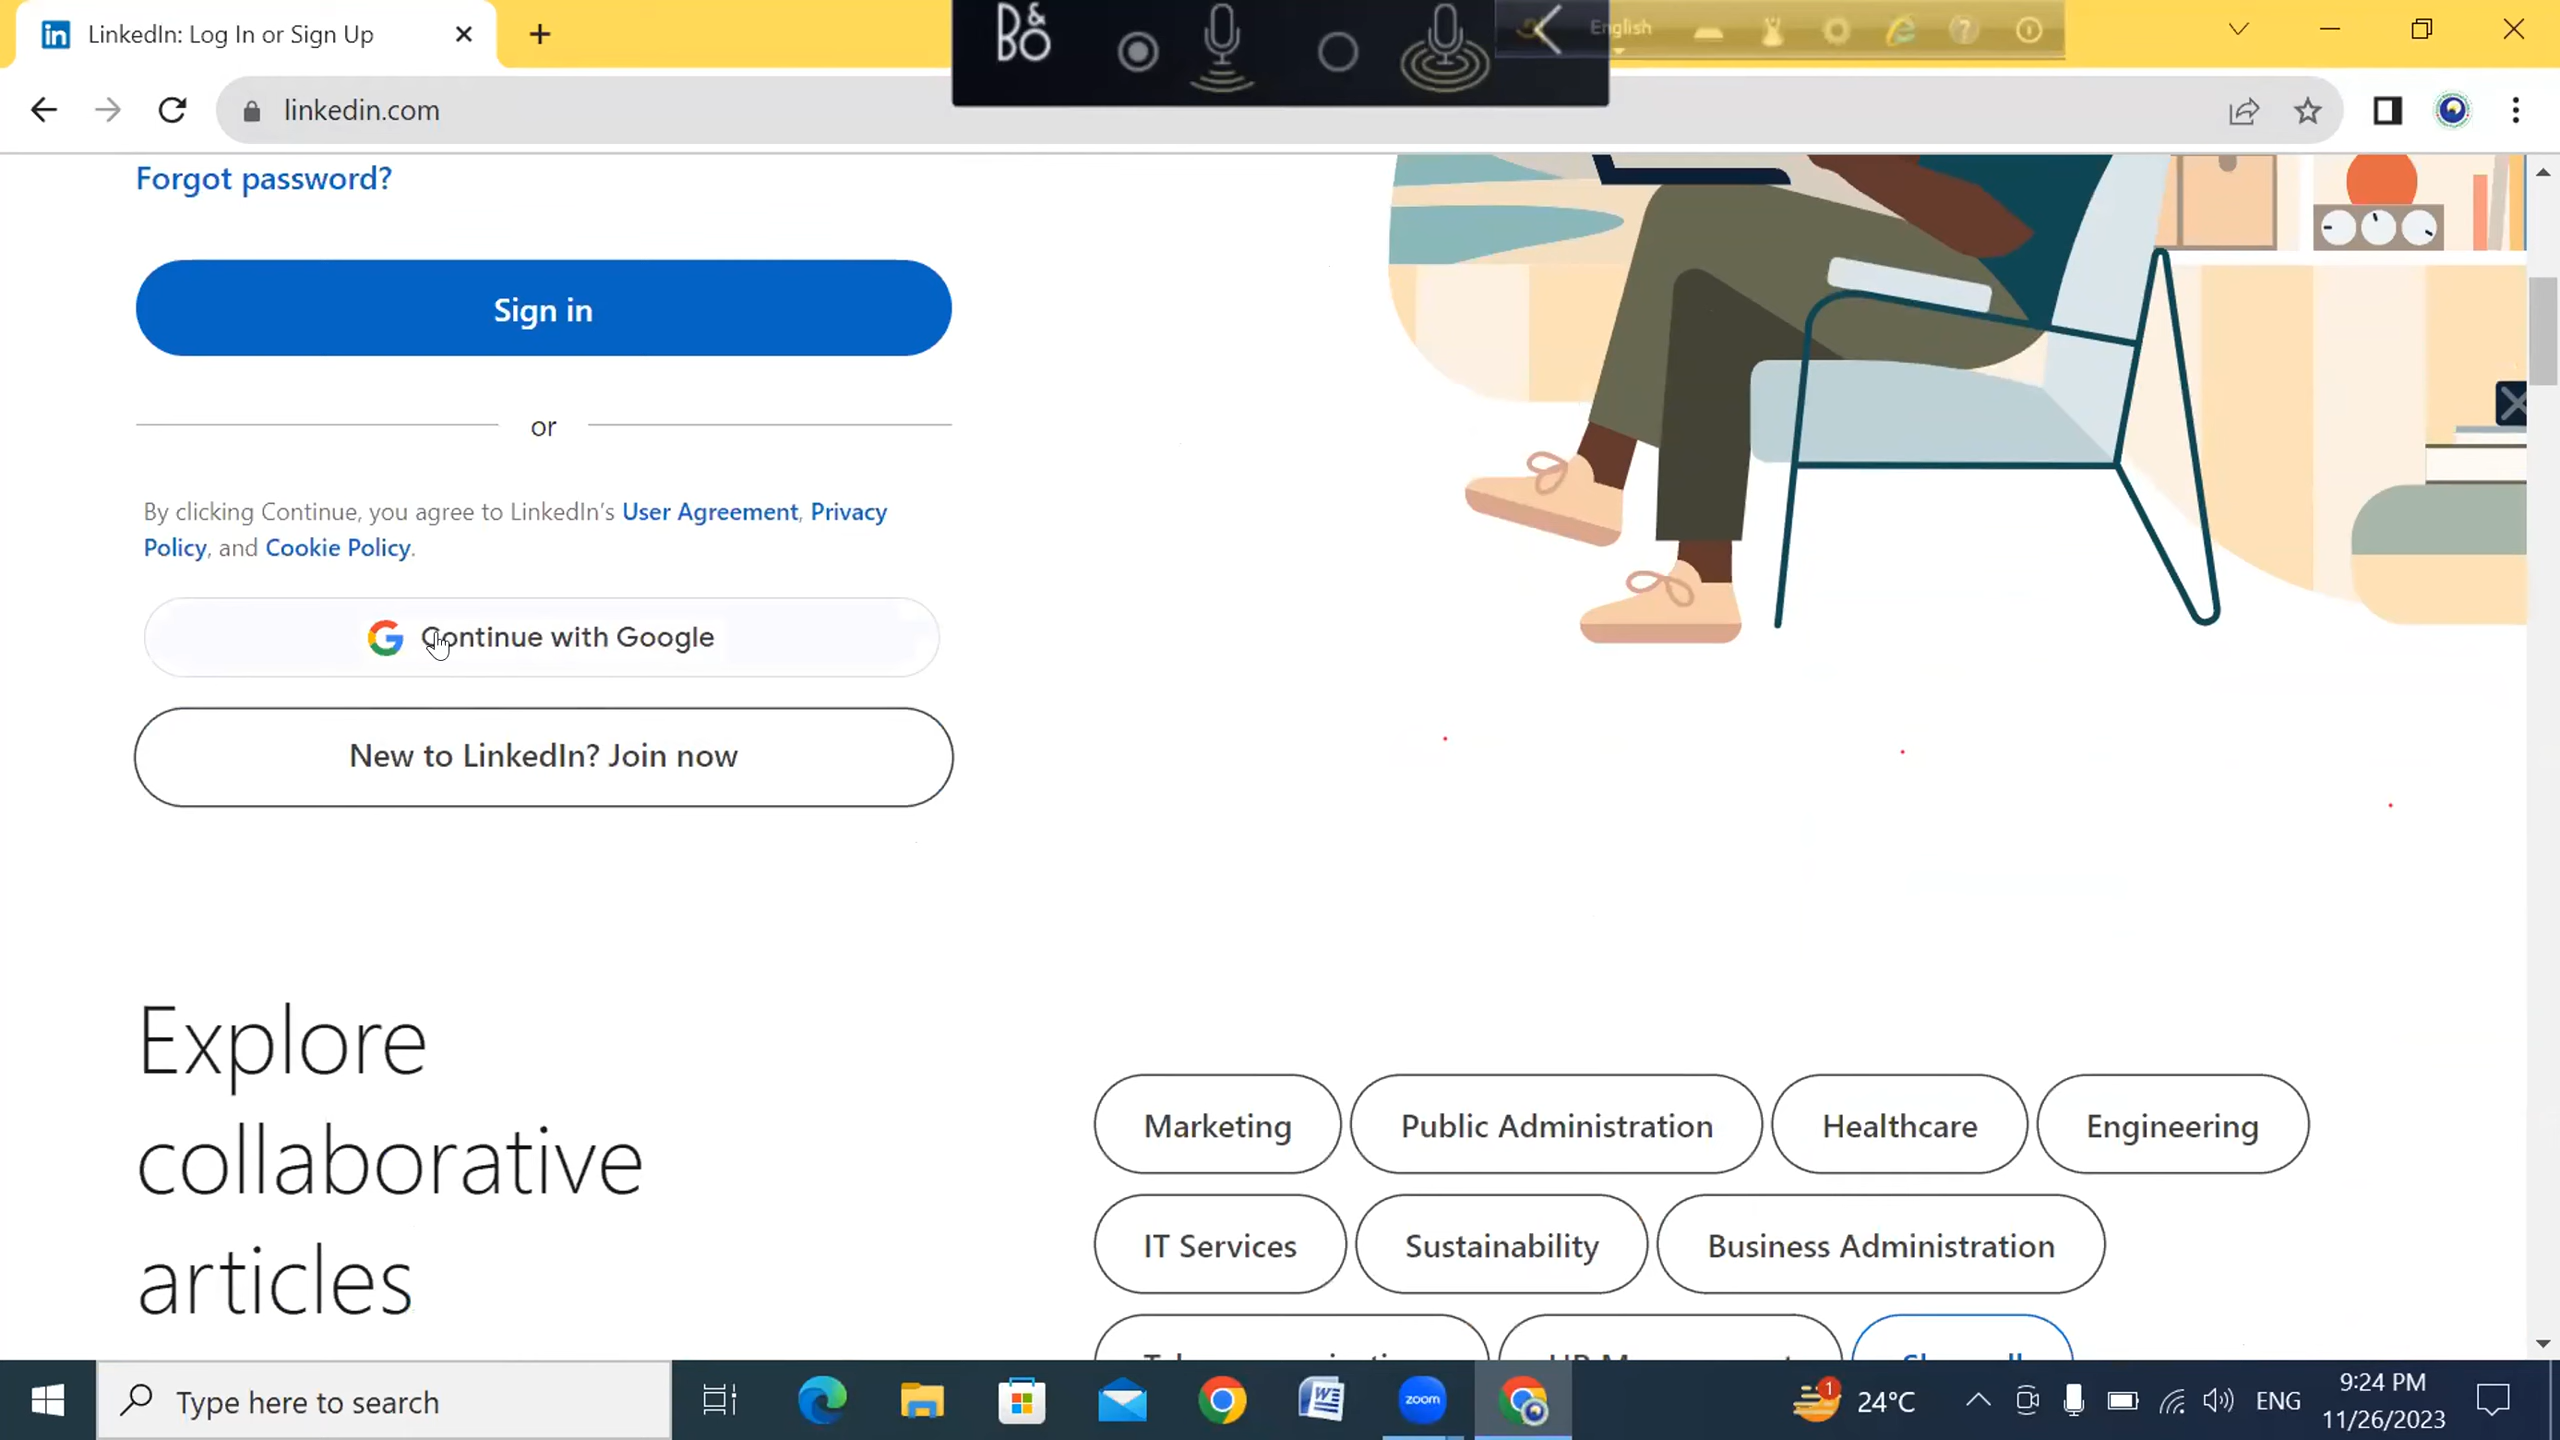 LinkedIn: Log In or Sign Up
B&O
English
linkedin.com
Forgot password?
Sign in
or
By clicking Continue, you agree to LinkedIn's User Agreement, Privacy
Policy, and Cookie Policy.
Continue with Google
New to LinkedIn? Join now
Explore
collaborative
articles
Marketing
Public Administration
Healthcare
Engineering
IT Services
Sustainability
Business Administration
Type here to search
zoom
1
24°C
ENG
9:24 PM
11/26/2023